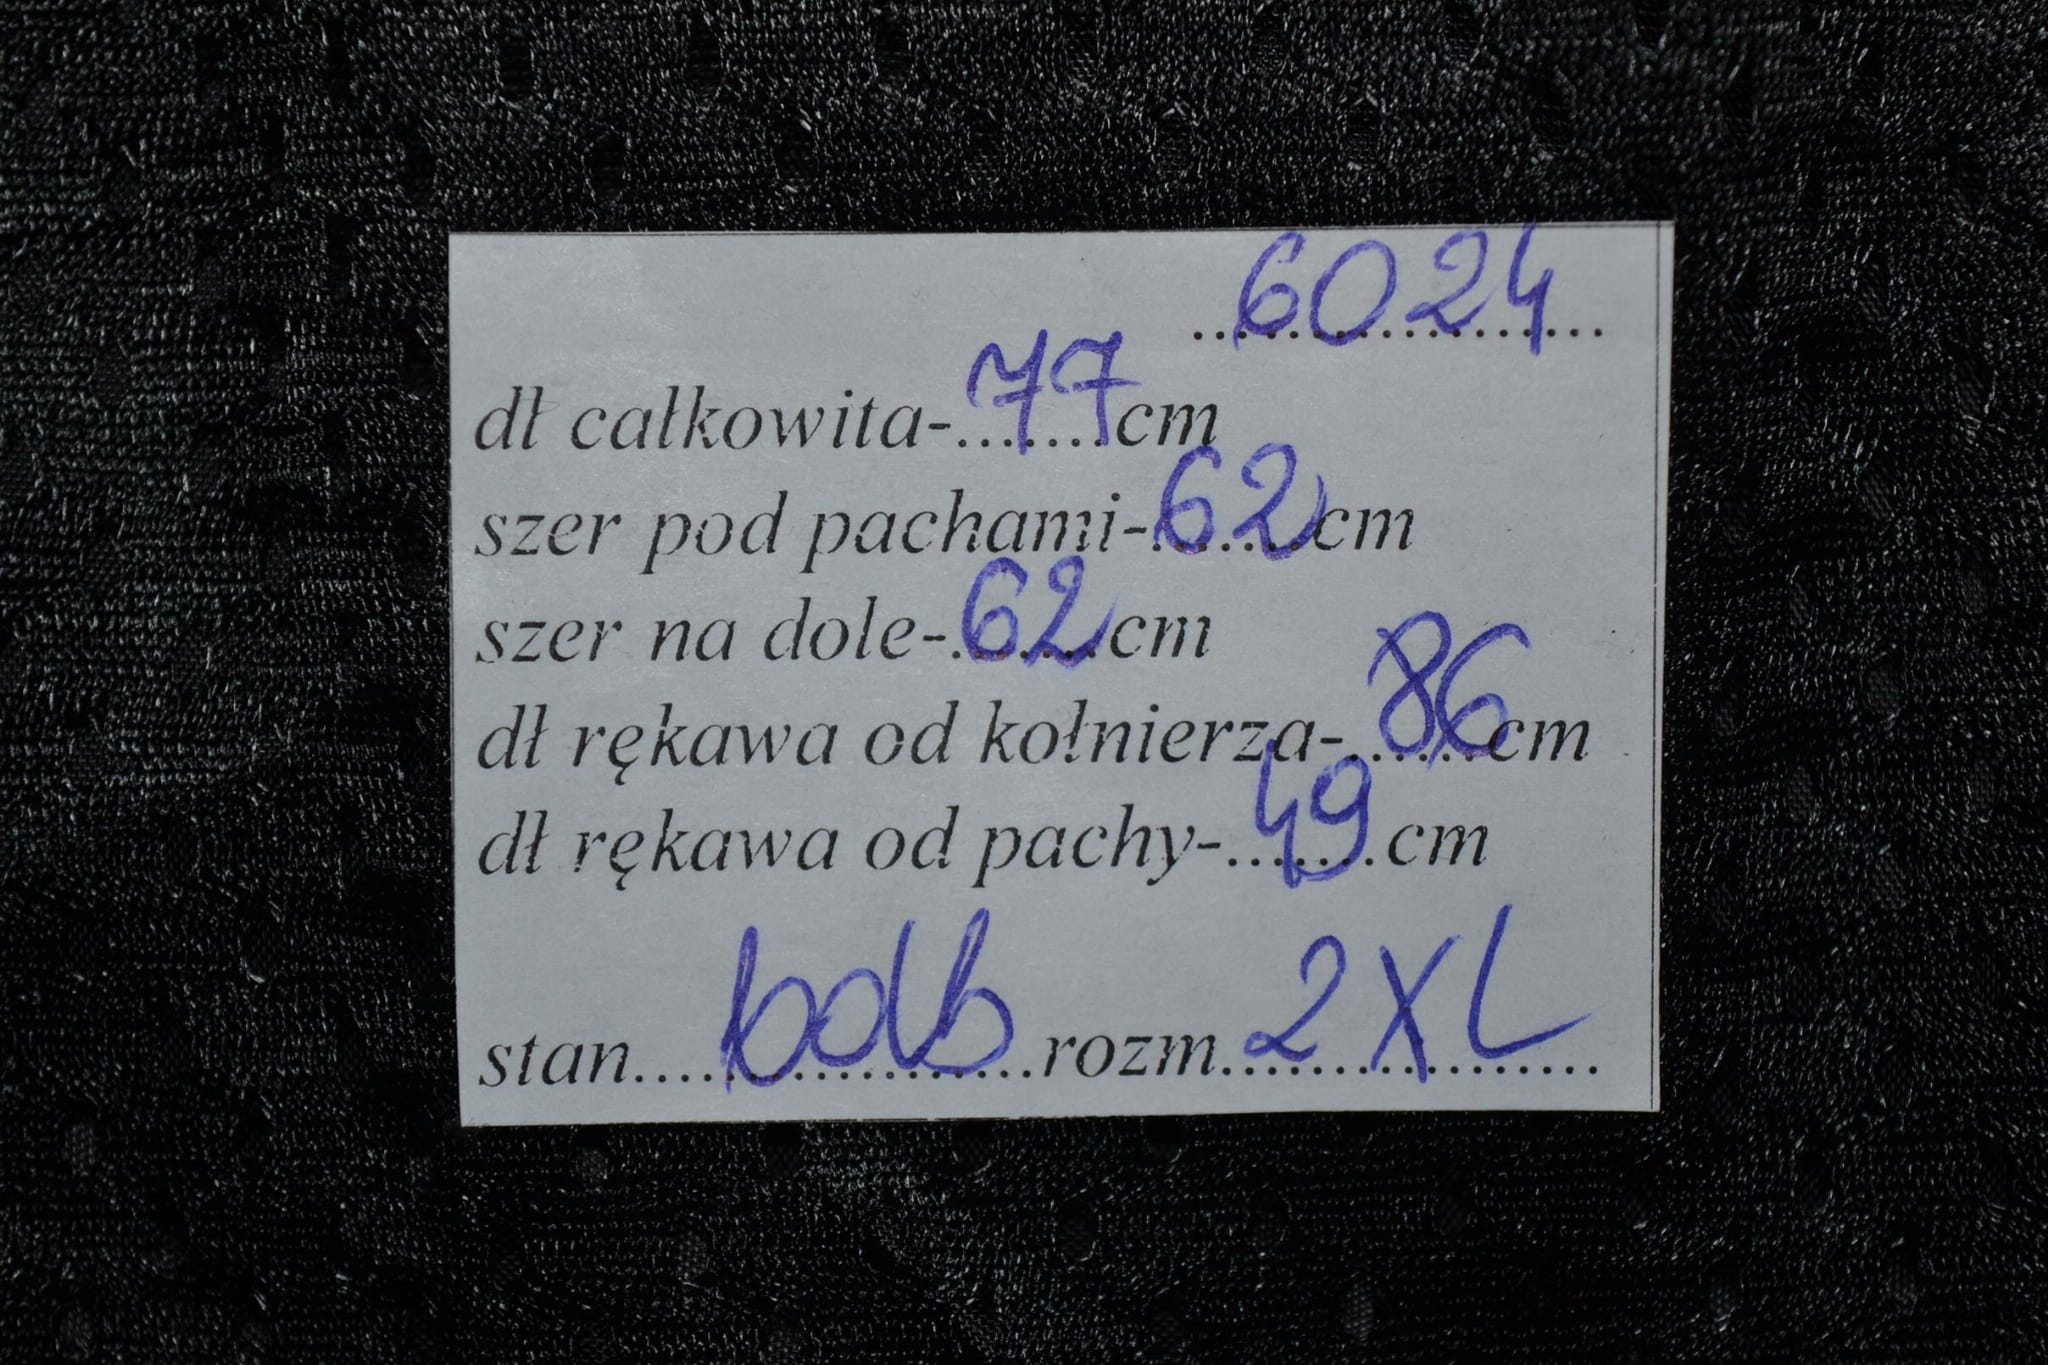 6024
dł całkowita-77cm
szer pod pachami-62cm
szer na dole-62cm
dł rękawa od kołnierza-86cm
dł rękawa od pachy-49cm
stan bdb rozm 2XL